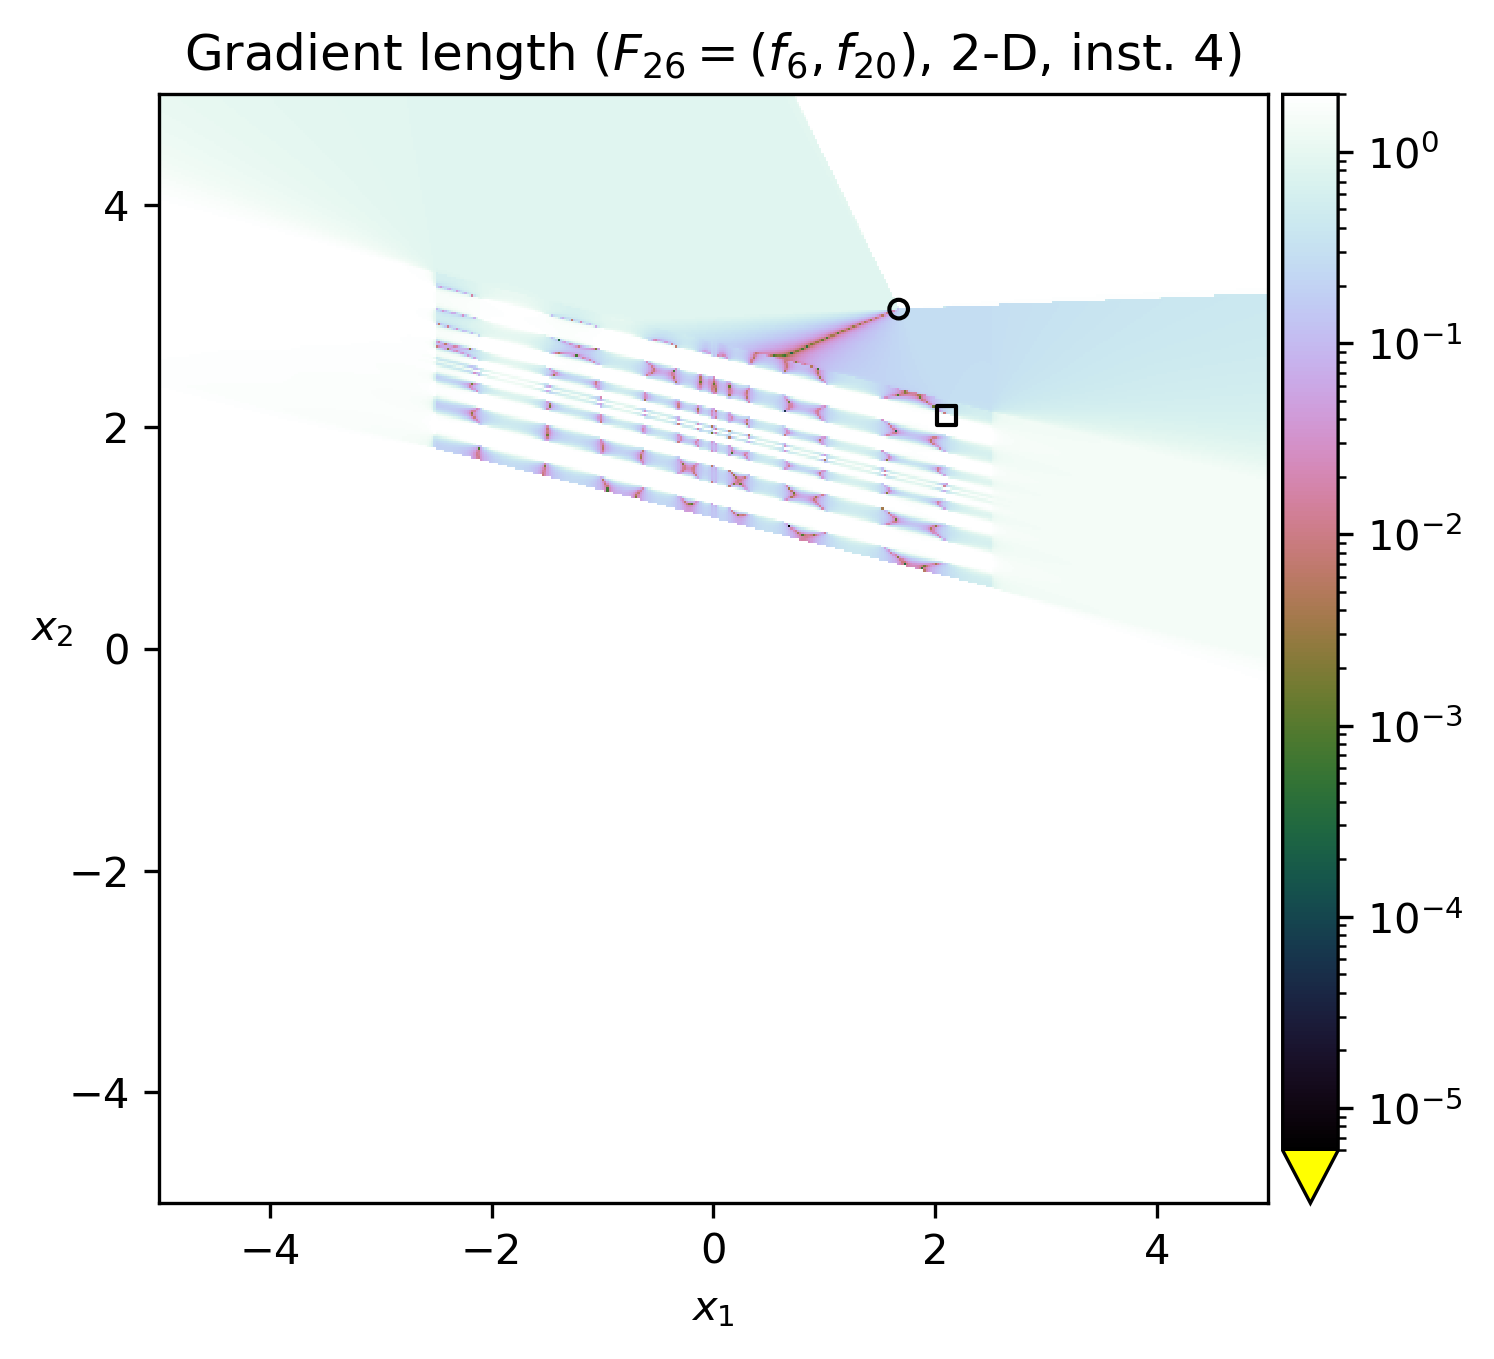 Gradient length (F₂₆ = (f₆, f₂₀), 2-D, inst. 4)
10⁰
4
10⁻¹
2
10⁻²
x₂
0
10⁻³
−2
10⁻⁴
−4
10⁻⁵
−4 −2 0 2 4
x₁